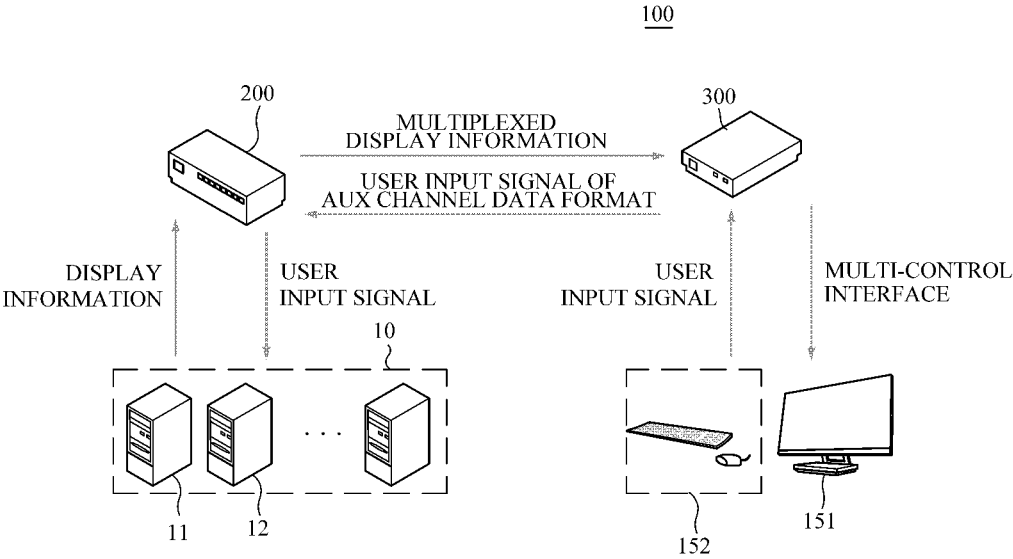 100
200
300
MULTIPLEXED
DISPLAY INFORMATION
USER INPUT SIGNAL OF
AUX CHANNEL DATA FORMAT
DISPLAY
INFORMATION
USER
INPUT SIGNAL
USER
INPUT SIGNAL
MULTI-CONTROL
INTERFACE
10
. . .
11
12
152
151